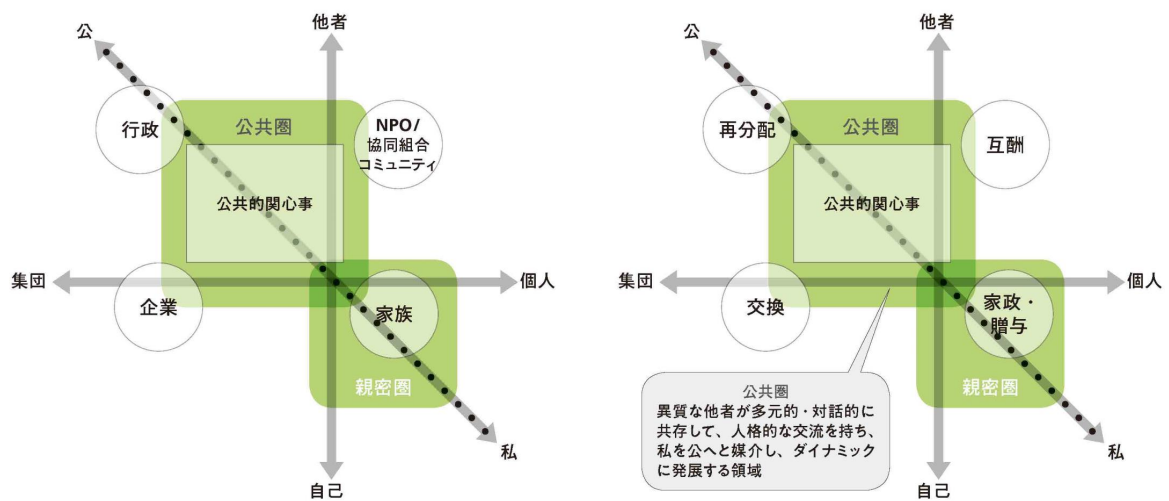 他者
公
行政
公共圏
NPO/
協同組合
コミュニティ
公共的関心事
集団
個人
企業
家族
親密圏
私
自己
他者
公
再分配
公共圏
互酬
公共的関心事
集団
個人
交換
家政・
贈与
親密圏
公共圏
異質な他者が多元的・対話的に
共存して、人格的な交流を持ち、
私を公へと媒介し、ダイナミック
に発展する領域
私
自己